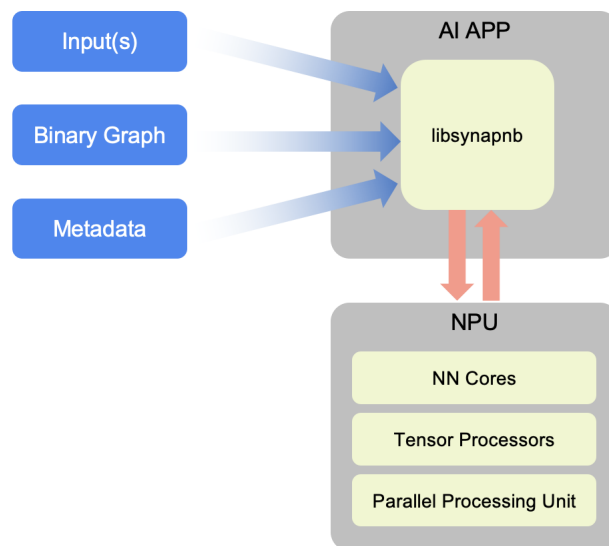 Input(s)
Binary Graph
Metadata
AI APP
libsynapnb
NPU
NN Cores
Tensor Processors
Parallel Processing Unit